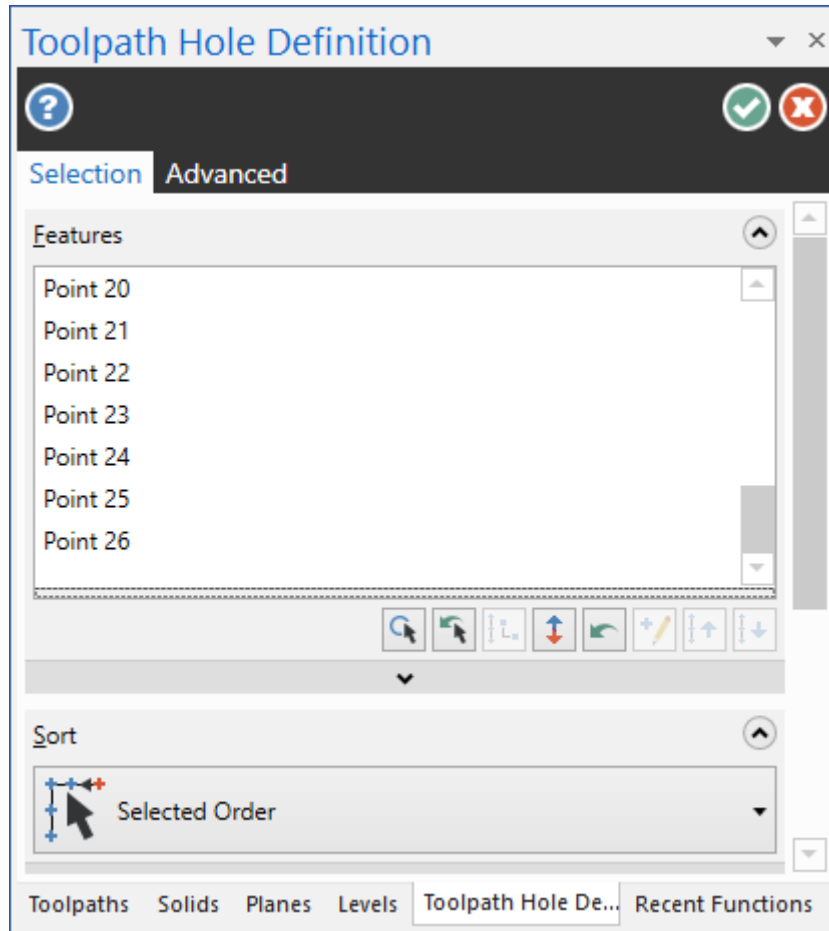 Toolpath Hole Definition
Selection Advanced
Features
Point 20
Point 21
Point 22
Point 23
Point 24
Point 25
Point 26
Sort
Selected Order
Toolpaths Solids Planes Levels Toolpath Hole De... Recent Functions